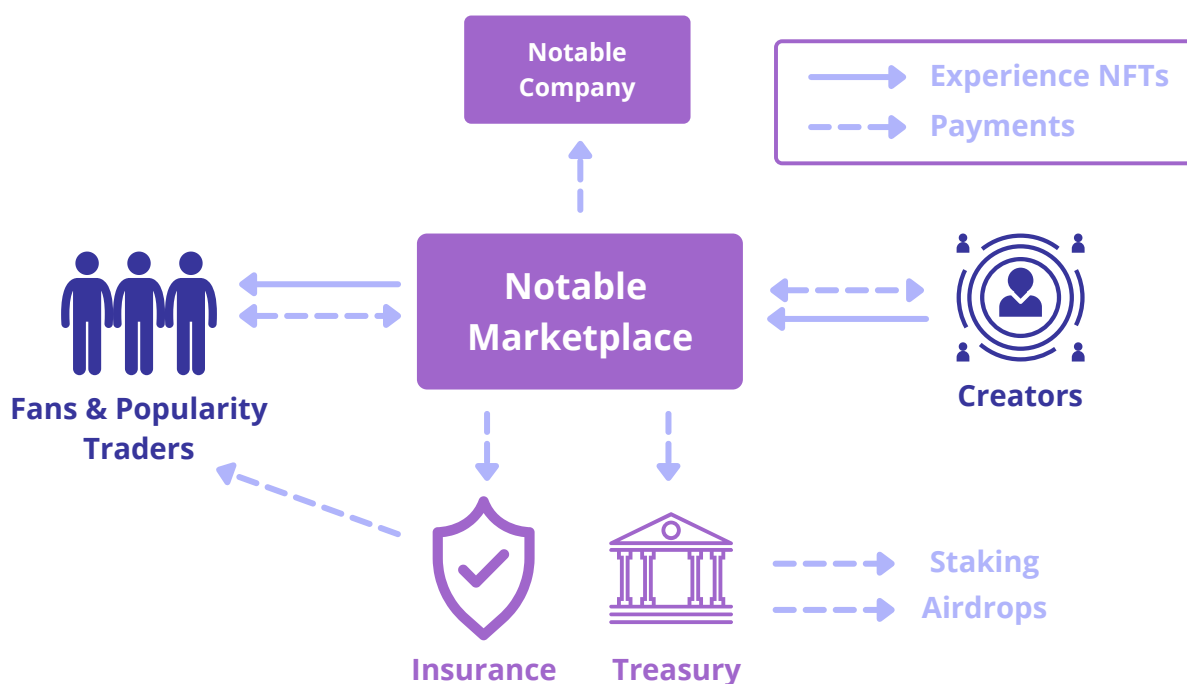 Notable
Company
Experience NFTs
Payments
Notable
Marketplace
Fans & Popularity
Traders
Creators
Staking
Airdrops
Insurance
Treasury